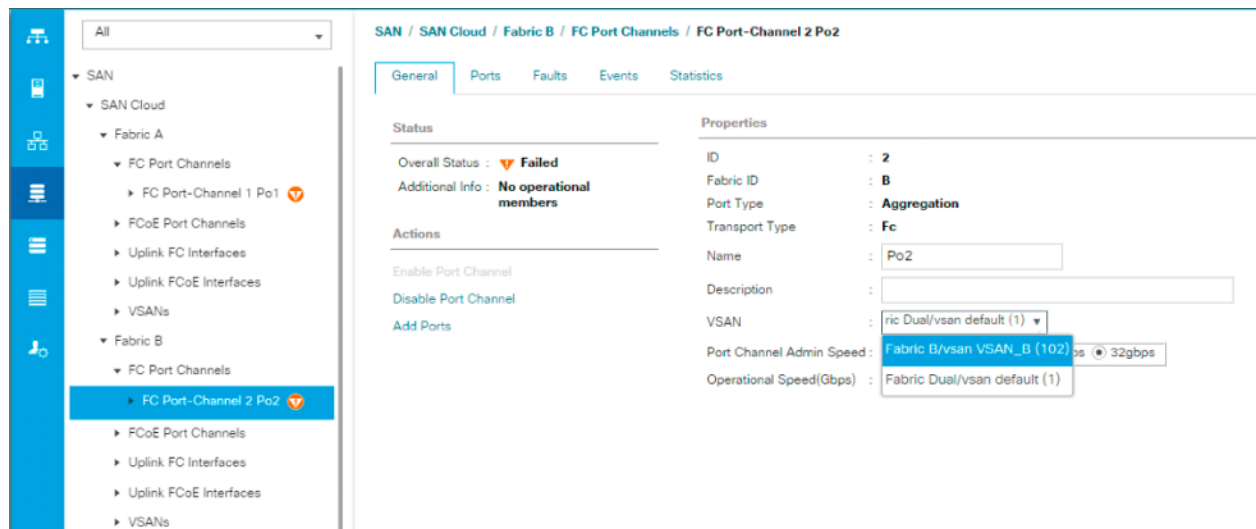 All
SAN
SAN Cloud
Fabric A
FC Port Channels
FC Port-Channel 1 Po1
FCoE Port Channels
Uplink FC Interfaces
Uplink FCoE Interfaces
VSANs
Fabric B
FC Port Channels
FC Port-Channel 2 Po2
FCoE Port Channels
Uplink FC Interfaces
Uplink FCoE Interfaces
VSANs
SAN / SAN Cloud / Fabric B / FC Port Channels / FC Port-Channel 2 Po2
General Ports Faults Events Statistics
Status
Overall Status : Failed
Additional Info : No operational
members
Actions
Enable Port Channel
Disable Port Channel
Add Ports
Properties
ID : 2
Fabric ID : B
Port Type : Aggregation
Transport Type : Fc
Name : Po2
Description :
VSAN : ric Dual/vsan default (1)
Port Channel Admin Speed : Fabric B/vsan VSAN_B (102) 32gbps
Operational Speed(Gbps) : Fabric Dual/vsan default (1)